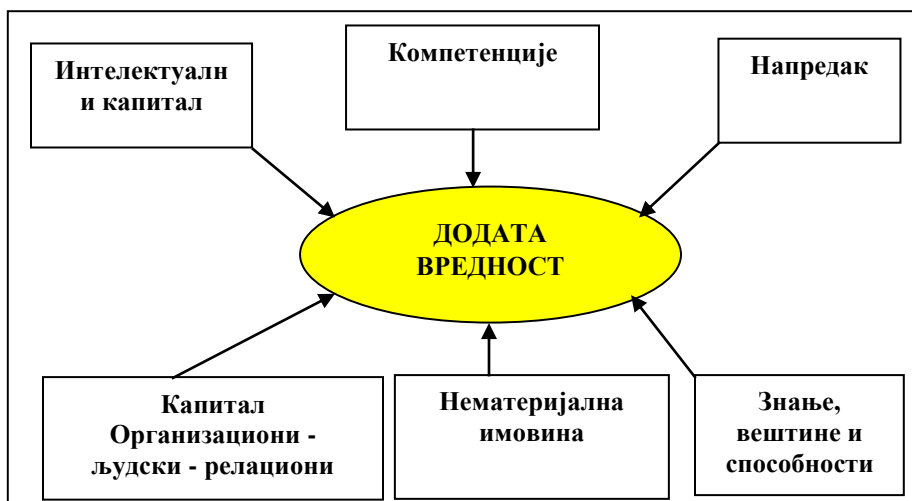 Интелектуалн
и капитал
Компетенције
Напредак
ДОДАТА
ВРЕДНОСТ
Капитал
Организациони -
људски - релациони
Нематеријална
имовина
Знање,
вештине и
способности